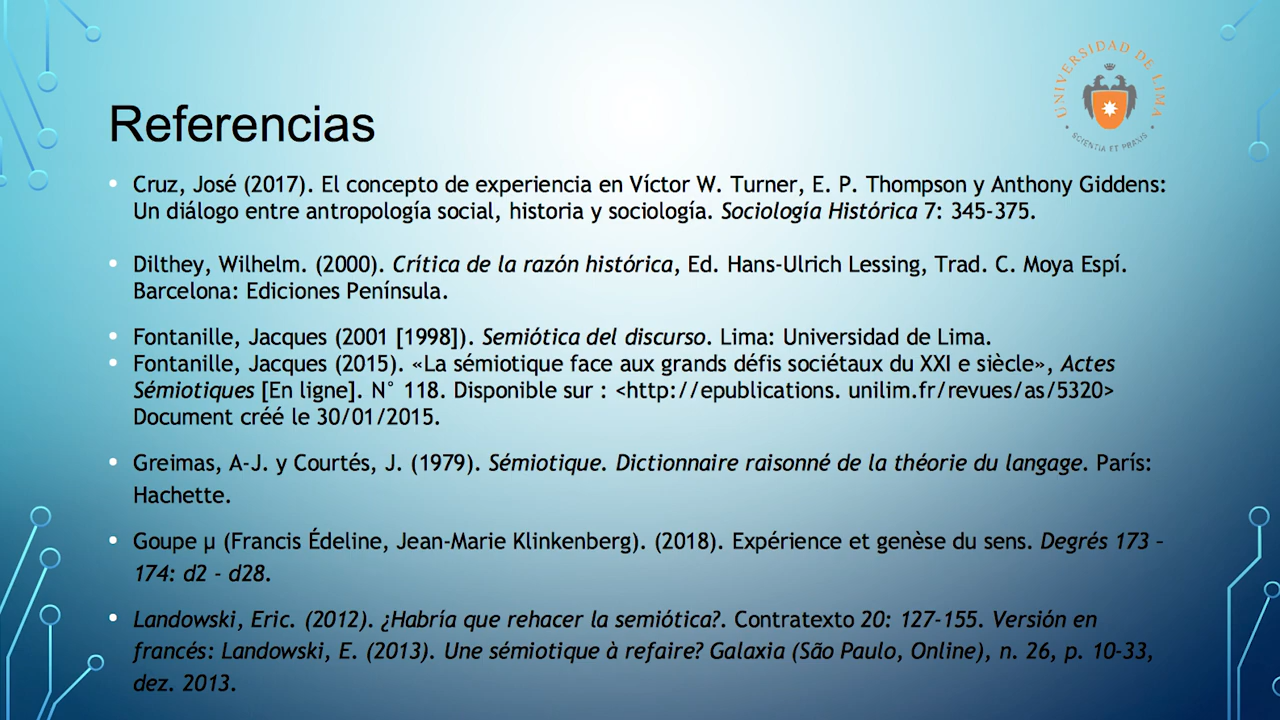 UNIVERSIDAD DE LIMA
SCIENTIA ET PRAXIS
Referencias
• Cruz, José (2017). El concepto de experiencia en Víctor W. Turner, E. P. Thompson y Anthony Giddens:
Un diálogo entre antropología social, historia y sociología. Sociología Histórica 7: 345-375.
• Dilthey, Wilhelm. (2000). Crítica de la razón histórica, Ed. Hans-Ulrich Lessing, Trad. C. Moya Espí.
Barcelona: Ediciones Península.
• Fontanille, Jacques (2001 [1998]). Semiótica del discurso. Lima: Universidad de Lima.
• Fontanille, Jacques (2015). «La sémiotique face aux grands défis sociétaux du XXI e siècle», Actes
Sémiotiques [En ligne]. N° 118. Disponible sur : <http://epublications. unilim.fr/revues/as/5320>
Document créé le 30/01/2015.
• Greimas, A-J. y Courtés, J. (1979). Sémiotique. Dictionnaire raisonné de la théorie du langage. París:
Hachette.
• Goupe µ (Francis Édeline, Jean-Marie Klinkenberg). (2018). Expérience et genèse du sens. Degrés 173 –
174: d2 - d28.
• Landowski, Eric. (2012). ¿Habría que rehacer la semiótica?. Contratexto 20: 127-155. Versión en
francés: Landowski, E. (2013). Une sémiotique à refaire? Galaxia (São Paulo, Online), n. 26, p. 10-33,
dez. 2013.